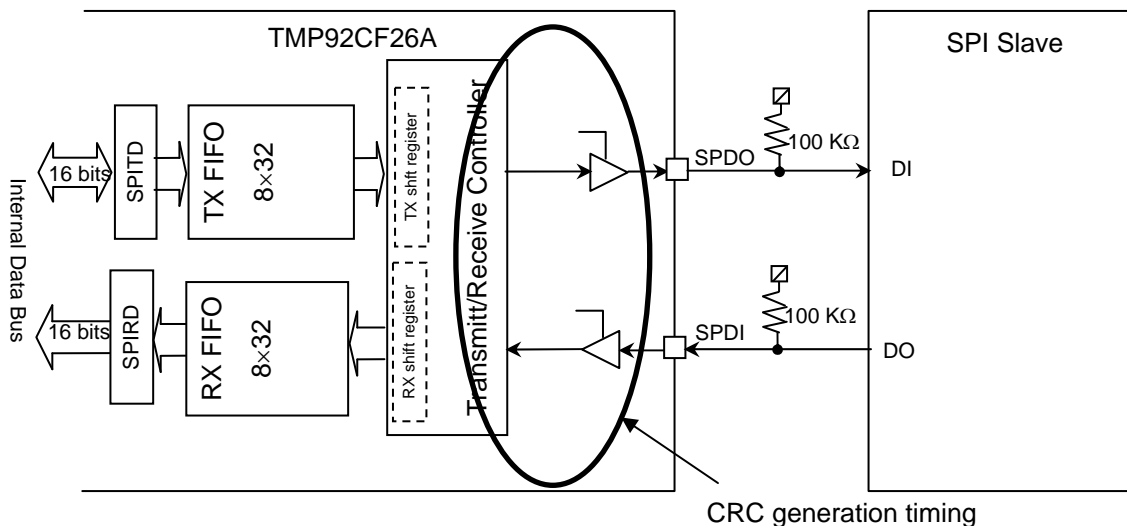 TMP92CF26A
SPI Slave
Internal Data Bus
16 bits
SPITD
TX FIFO
8×32
TX shift register
Transmitt/Receive Controller
SPDO
100 KΩ
DI
16 bits
SPIRD
RX FIFO
8×32
RX shift register
SPDI
100 KΩ
DO
CRC generation timing